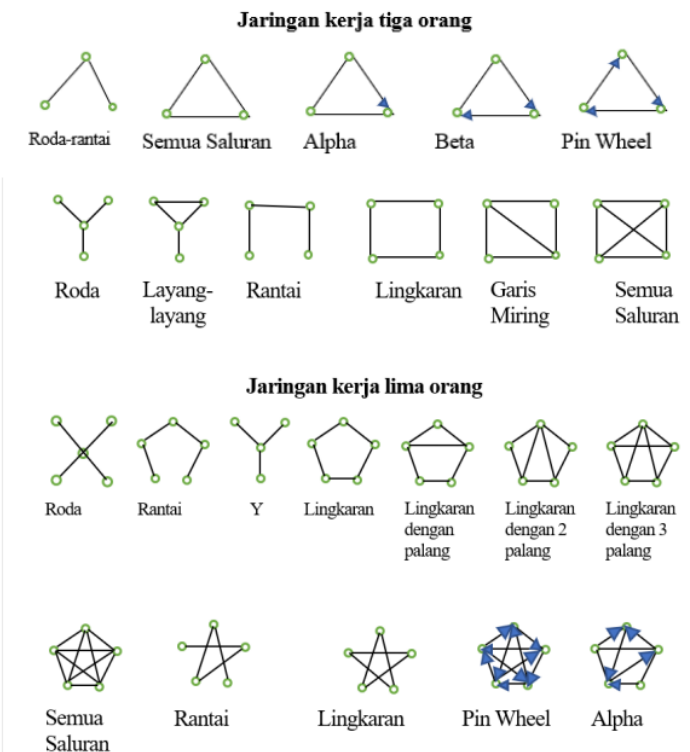 Jaringan kerja tiga orang
Roda-rantai
Semua Saluran
Alpha
Beta
Pin Wheel
Roda
Layang-
layang
Rantai
Lingkaran
Garis
Miring
Semua
Saluran
Jaringan kerja lima orang
Roda
Rantai
Y
Lingkaran
Lingkaran
dengan
palang
Lingkaran
dengan 2
palang
Lingkaran
dengan 3
palang
Semua
Saluran
Rantai
Lingkaran
Pin Wheel
Alpha